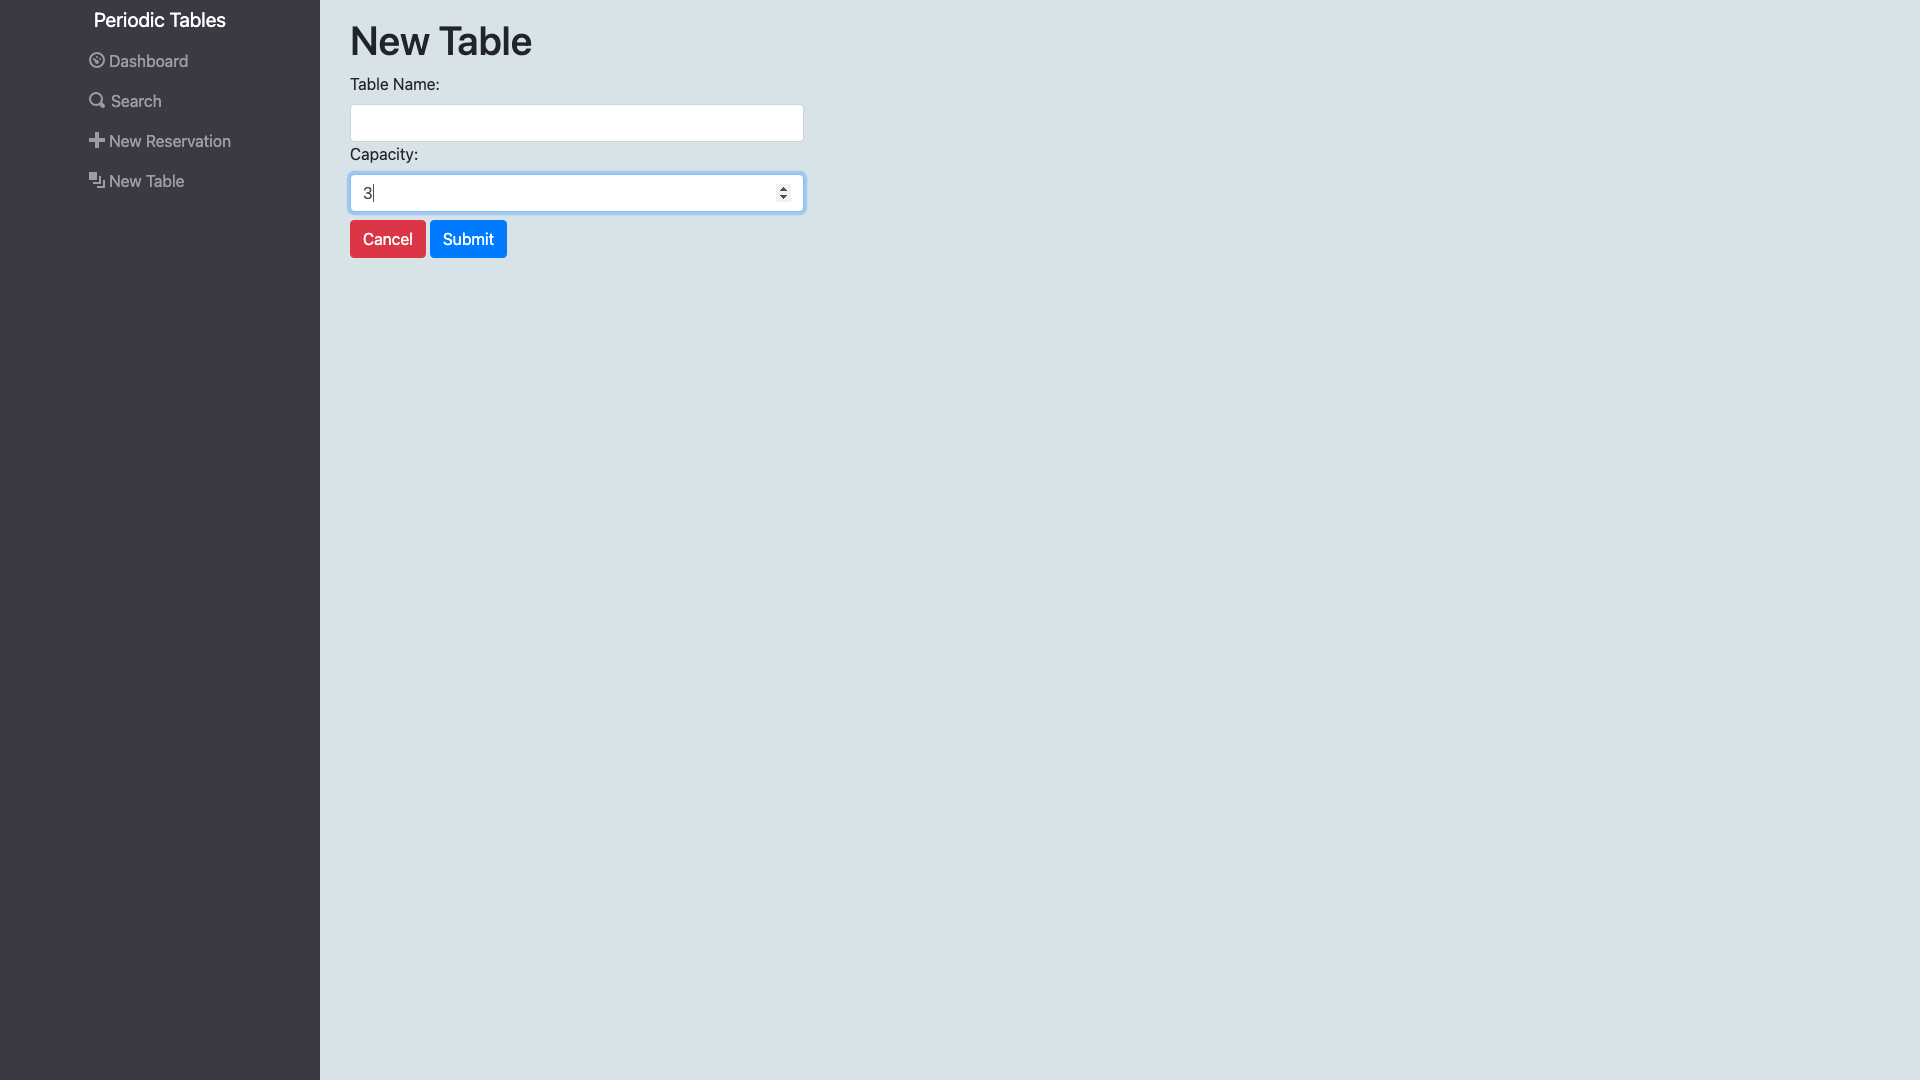 Periodic Tables
Dashboard
Search
New Reservation
New Table
New Table
Table Name:
Capacity:
3
Cancel Submit